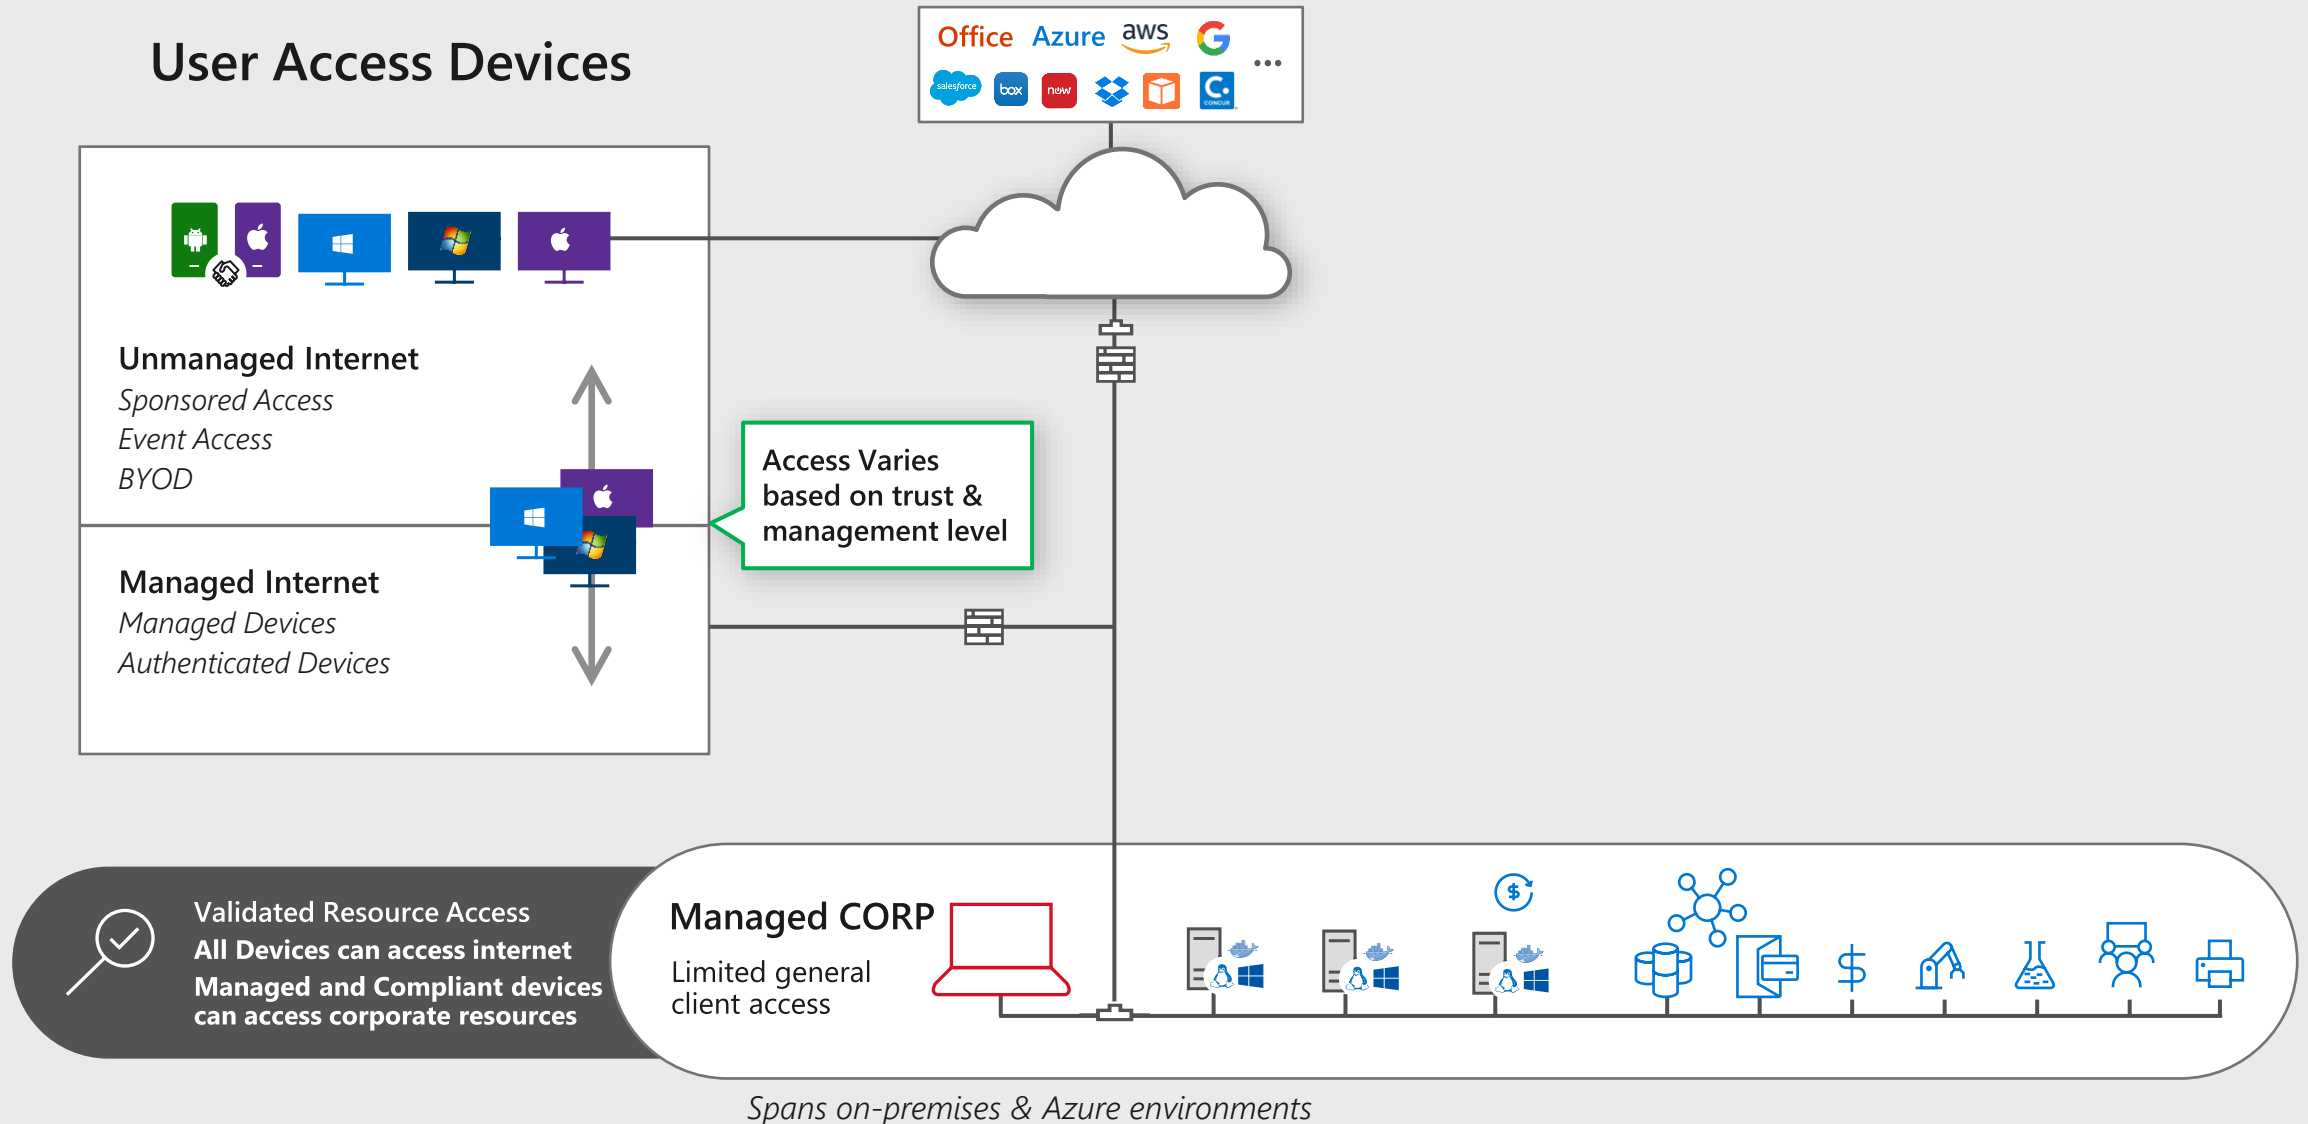 User Access Devices
Office Azure aws
salesforce box now CONCUR
Unmanaged Internet
Sponsored Access
Event Access
BYOD
Access Varies
based on trust &
management level
Managed Internet
Managed Devices
Authenticated Devices
Validated Resource Access
All Devices can access internet
Managed and Compliant devices
can access corporate resources
Managed CORP
Limited general
client access
Spans on-premises & Azure environments